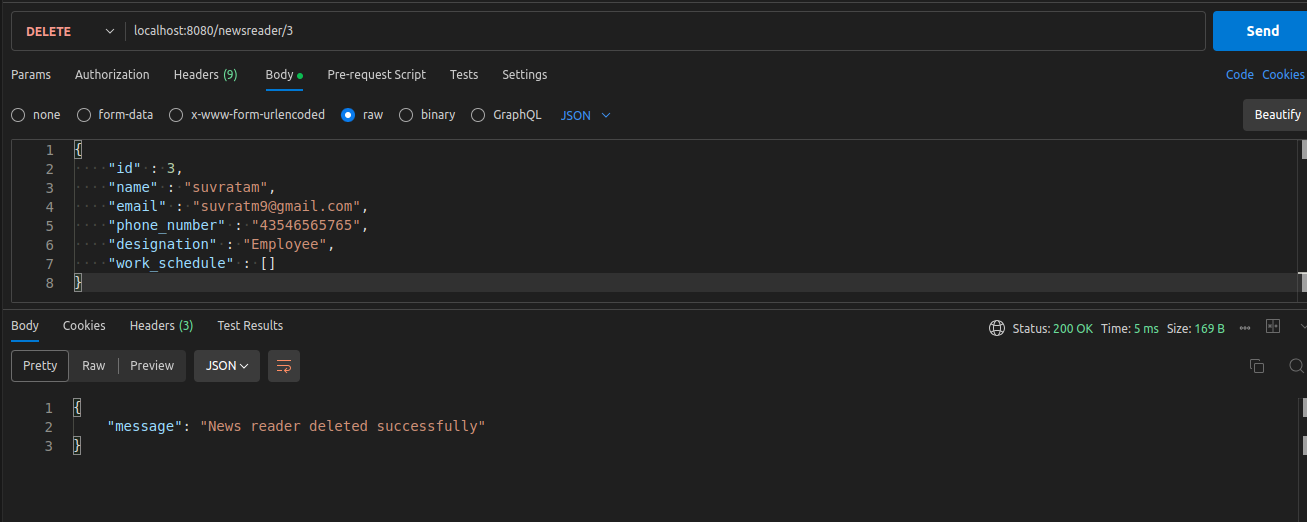 DELETE localhost:8080/newsreader/3 Send
Params Authorization Headers (9) Body Pre-request Script Tests Settings Code Cookies
none form-data x-www-form-urlencoded raw binary GraphQL JSON Beautify
1 {
2 ····"id"·:·3,
3 ····"name"·:·"suvratam",
4 ····"email"·:·"suvratm9@gmail.com",
5 ····"phone_number"·:·"43546565765",
6 ····"designation"·:·"Employee",
7 ····"work_schedule"·:·[]
8 }
Body Cookies Headers (3) Test Results Status: 200 OK Time: 5 ms Size: 169 B
Pretty Raw Preview JSON
1 {
2 "message": "News reader deleted successfully"
3 }